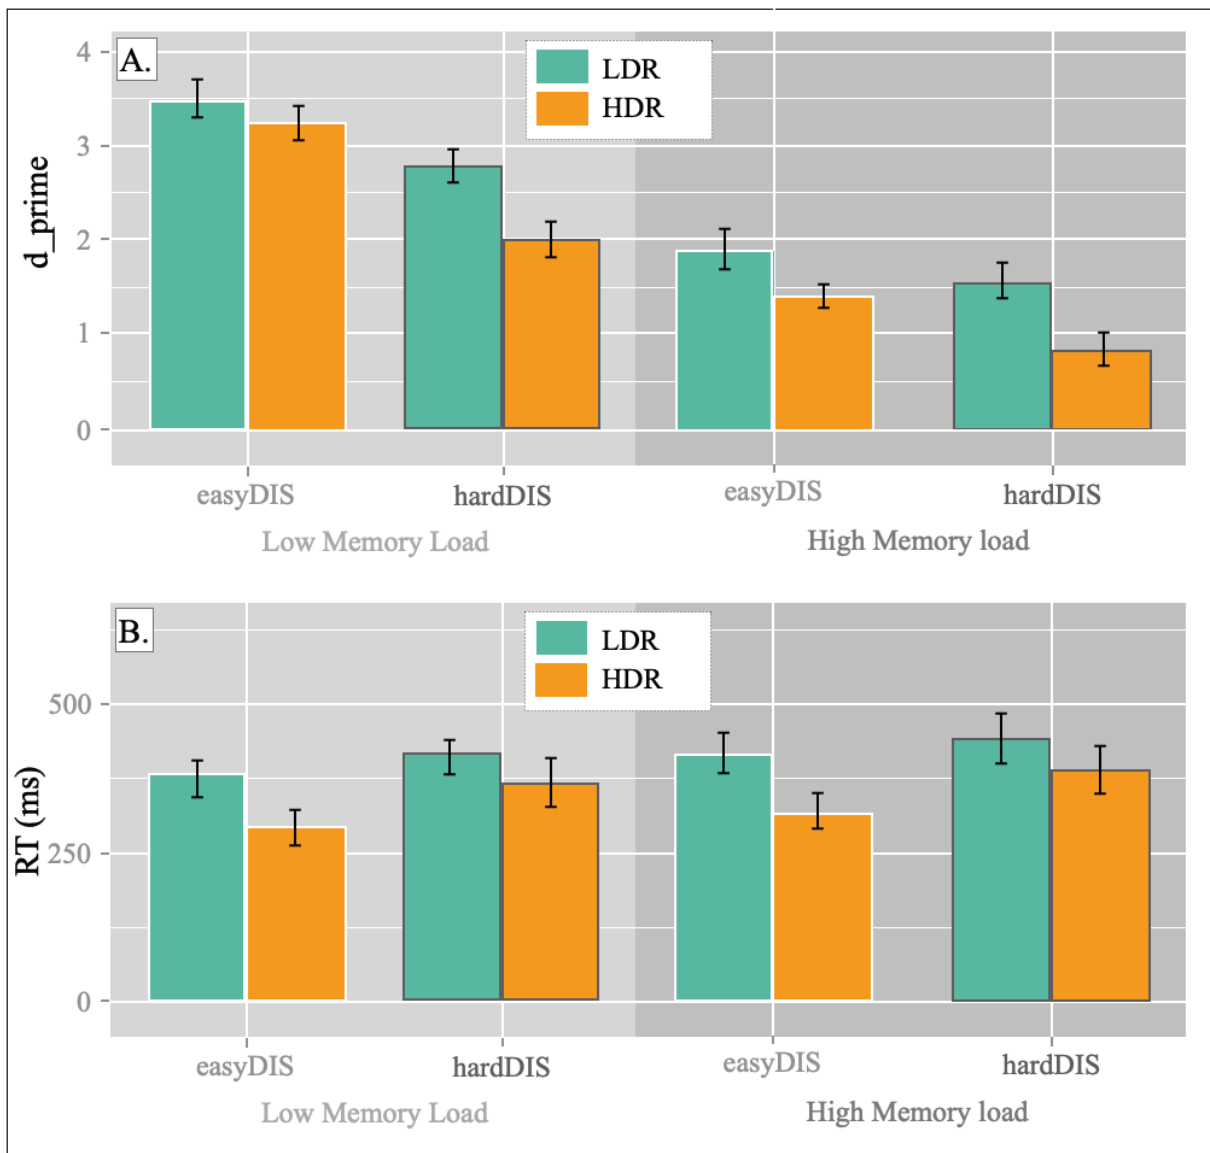 A.
LDR
HDR
d_prime
4
3
2
1
0
easyDIS hardDIS easyDIS hardDIS
Low Memory Load High Memory load
B.
LDR
HDR
RT (ms)
500
250
0
easyDIS hardDIS easyDIS hardDIS
Low Memory Load High Memory load